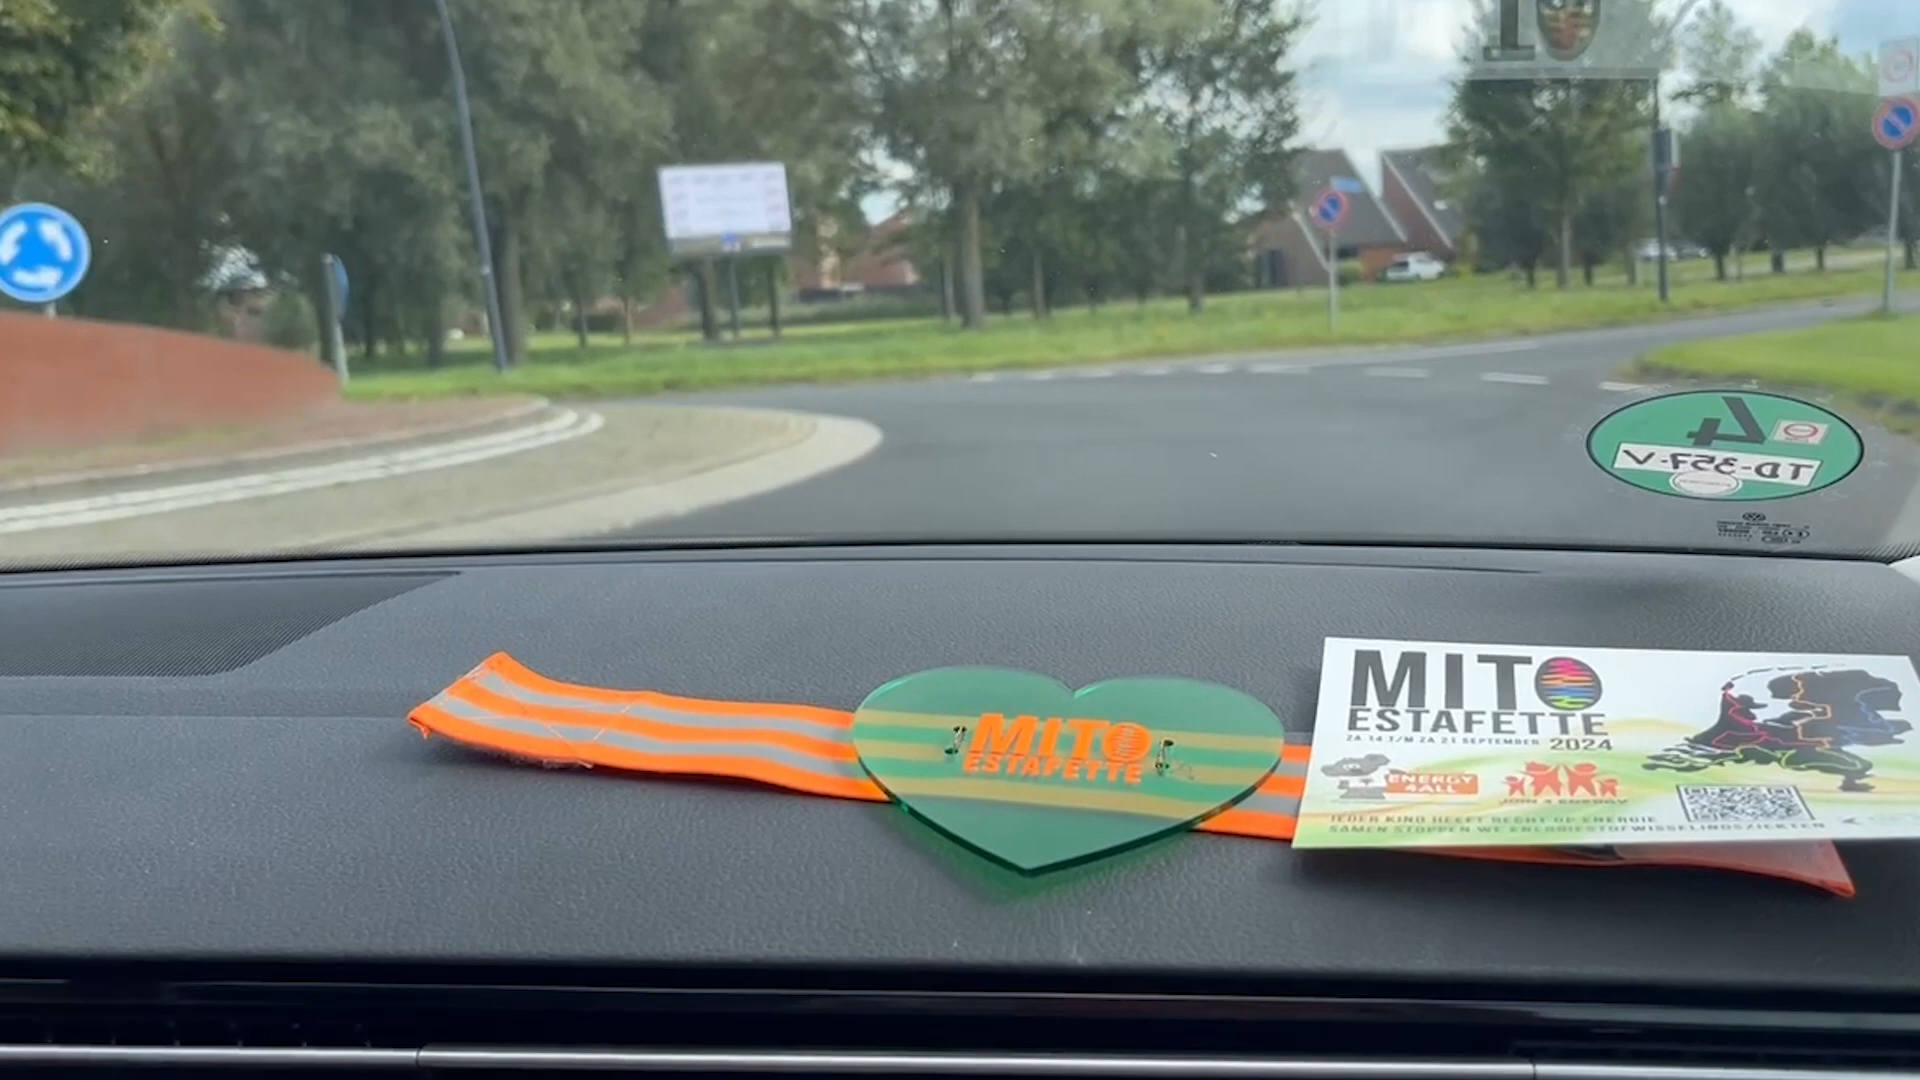 4
TD·357·V
MITO
ESTAFETTE
MITO
ESTAFETTE
ZA 14 T/M ZA 21 SEPTEMBER 2024
ENERGY
4ALL
JOIN 4 ENERGY
IEDER KIND HEEFT RECHT OP ENERGIE
SAMEN STOPPEN WE ENERGIESTOFWISSELINGSZIEKTEN